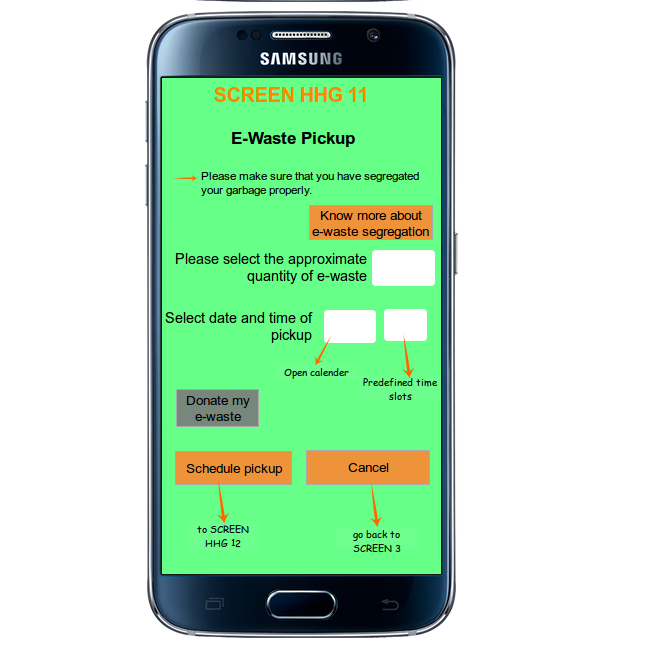 SAMSUNG
SCREEN HHG 11
E-Waste Pickup
Please make sure that you have segregated
your garbage properly.
Know more about
e-waste segregation
Please select the approximate
quantity of e-waste
Select date and time of
pickup
Open calender
Predefined time
slots
Donate my
e-waste
Schedule pickup
Cancel
to SCREEN
HHG 12
go back to
SCREEN 3